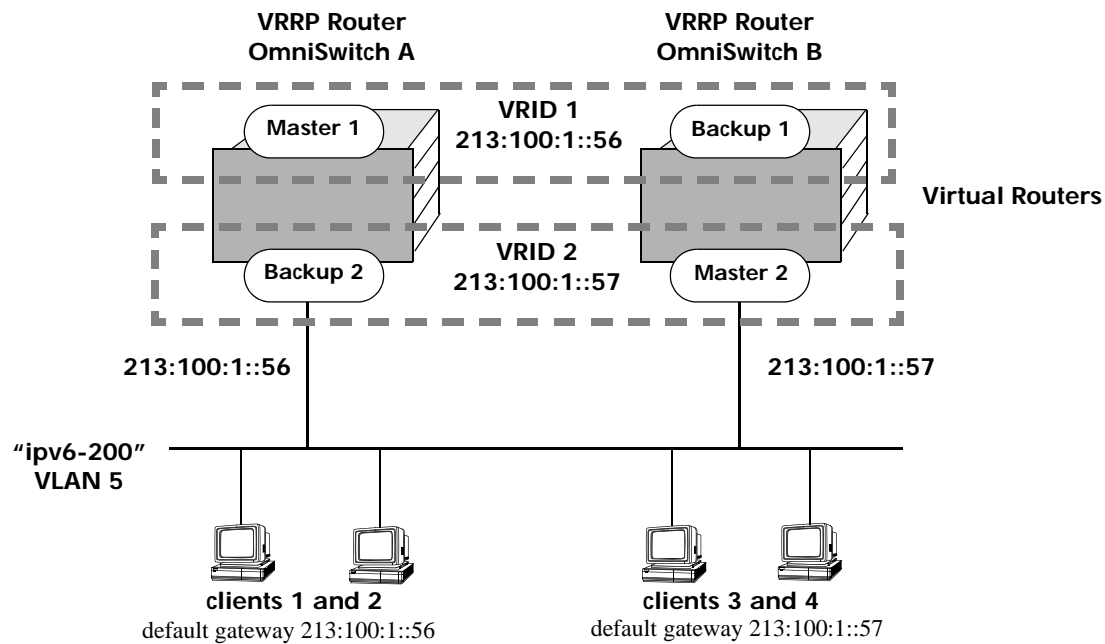 VRRP Router
OmniSwitch A
VRRP Router
OmniSwitch B
Master 1
VRID 1
213:100:1::56
Backup 1
Virtual Routers
Backup 2
VRID 2
213:100:1::57
Master 2
213:100:1::56
213:100:1::57
“ipv6-200”
VLAN 5
clients 1 and 2
default gateway 213:100:1::56
clients 3 and 4
default gateway 213:100:1::57